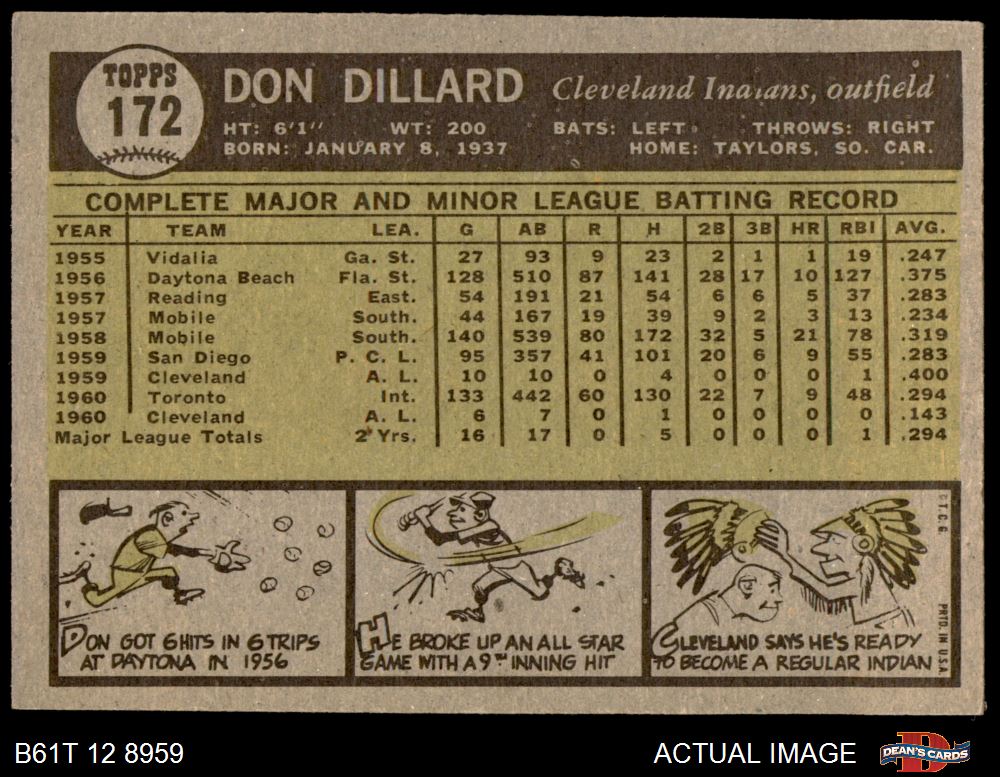 TOPPS
172
DON DILLARD Cleveland Indians, outfield
HT: 6'1" WT: 200 BATS: LEFT THROWS: RIGHT
BORN: JANUARY 8, 1937 HOME: TAYLORS, SO. CAR.
COMPLETE MAJOR AND MINOR LEAGUE BATTING RECORD
YEAR TEAM LEA. G AB R H 2B 3B HR RBI AVG.
1955 Vidalia Ga. St. 27 93 9 23 2 1 1 19 .247
1956 Daytona Beach Fla. St. 128 510 87 141 28 17 10 127 .375
1957 Reading East. 54 191 21 54 6 6 5 37 .283
1957 Mobile South. 44 167 19 39 9 2 3 13 .234
1958 Mobile South. 140 539 80 172 32 5 21 78 .319
1959 San Diego P. C. L. 95 357 41 101 20 6 9 55 .283
1959 Cleveland A. L. 10 10 0 4 0 0 0 1 .400
1960 Toronto Int. 133 442 60 130 22 7 9 48 .294
1960 Cleveland A. L. 6 7 0 1 0 0 0 0 .143
Major League Totals 2 Yrs. 16 17 0 5 0 0 0 1 .294
DON GOT 6 HITS IN 6 TRIPS
AT DAYTONA IN 1956
HE BROKE UP AN ALL STAR
GAME WITH A 9TH INNING HIT
CLEVELAND SAYS HE'S READY
TO BECOME A REGULAR INDIAN
© T.C.G.
PRTD. IN U.S.A.
B61T 12 8959
ACTUAL IMAGE
D
DEAN'S CARDS